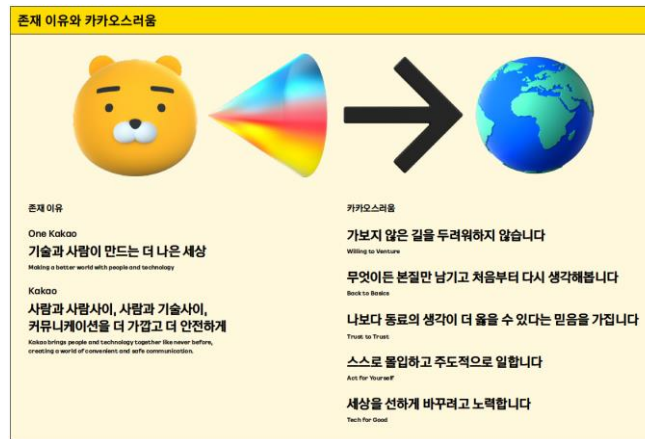 존재 이유와 카카오스러움
존재 이유
One Kakao
기술과 사람이 만드는 더 나은 세상
Making a better world with people and technology
Kakao
사람과 사람사이, 사람과 기술사이,
커뮤니케이션을 더 가깝고 더 안전하게
Kakao brings people and technology together like never before,
creating a world of convenient and safe communication.
카카오스러움
가보지 않은 길을 두려워하지 않습니다
Willing to Venture
무엇이든 본질만 남기고 처음부터 다시 생각해봅니다
Back to Basics
나보다 동료의 생각이 더 옳을 수 있다는 믿음을 가집니다
Trust to Trust
스스로 몰입하고 주도적으로 일합니다
Act for Yourself
세상을 선하게 바꾸려고 노력합니다
Tech for Good